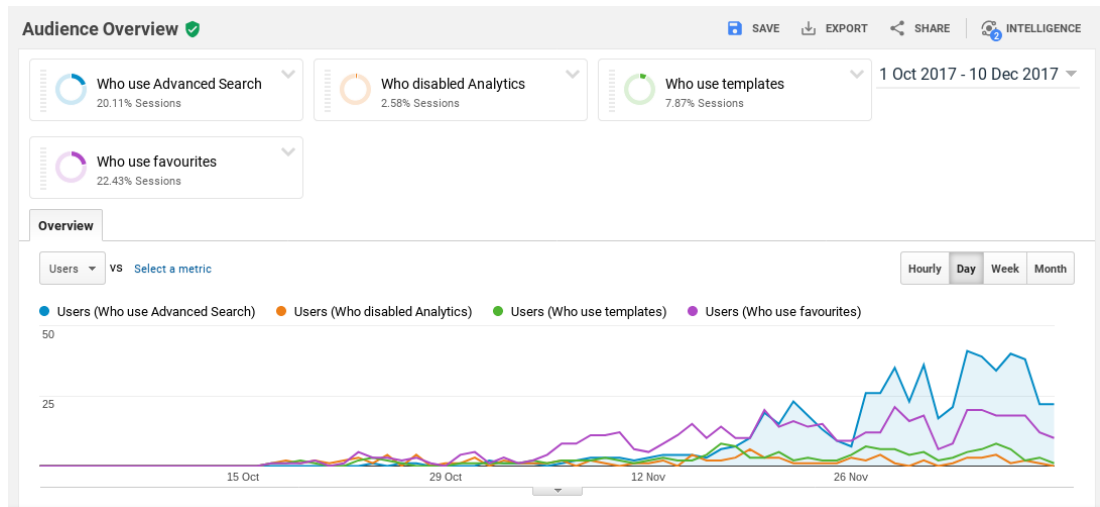 Audience Overview
SAVE EXPORT SHARE 2 INTELLIGENCE
Who use Advanced Search
20.11% Sessions
Who disabled Analytics
2.58% Sessions
Who use templates
7.87% Sessions
1 Oct 2017 - 10 Dec 2017
Who use favourites
22.43% Sessions
Overview
Users VS Select a metric
Hourly Day Week Month
Users (Who use Advanced Search) Users (Who disabled Analytics) Users (Who use templates) Users (Who use favourites)
50
25
15 Oct 29 Oct 12 Nov 26 Nov